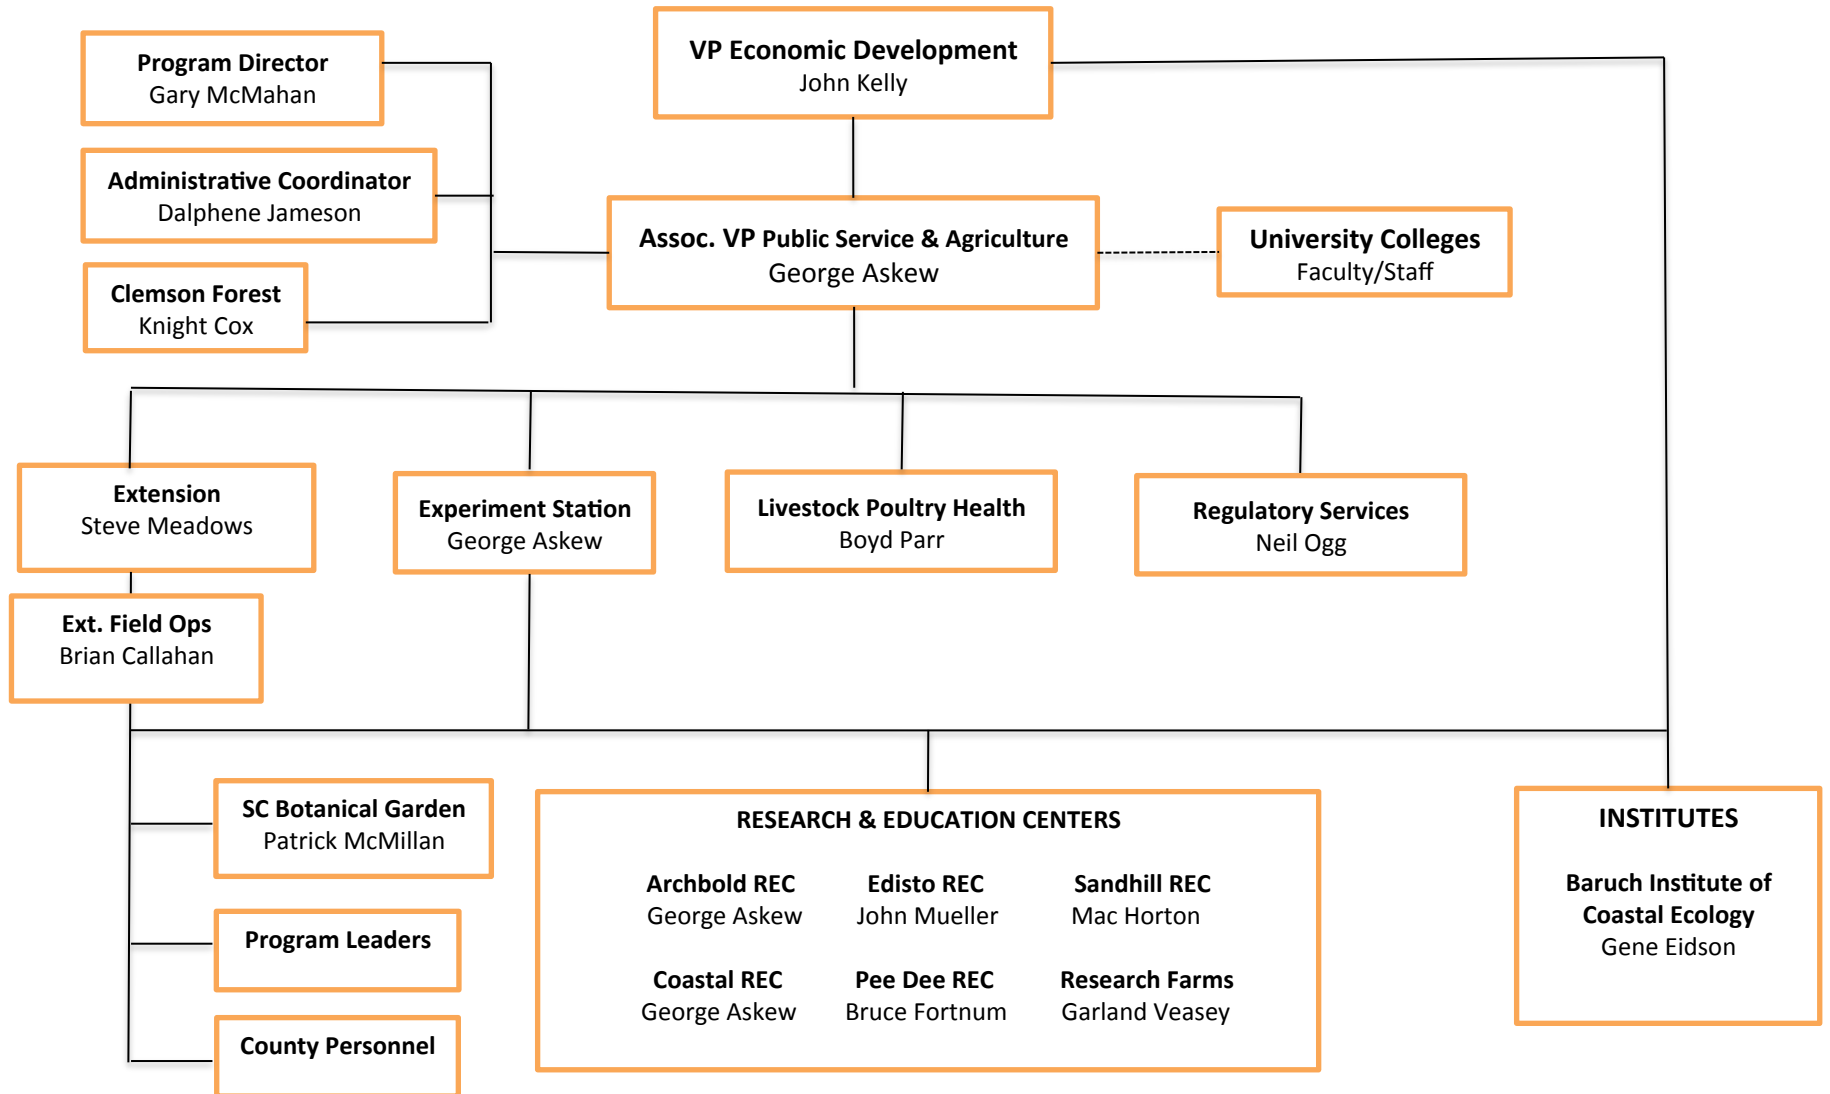 Program Director
Gary McMahan
VP Economic Development
John Kelly
Administrative Coordinator
Dalphene Jameson
Assoc. VP Public Service & Agriculture
George Askew
University Colleges
Faculty/Staff
Clemson Forest
Knight Cox
Extension
Steve Meadows
Experiment Station
George Askew
Livestock Poultry Health
Boyd Parr
Regulatory Services
Neil Ogg
Ext. Field Ops
Brian Callahan
SC Botanical Garden
Patrick McMillan
Program Leaders
County Personnel
RESEARCH & EDUCATION CENTERS
Archbold REC
George Askew
Edisto REC
John Mueller
Sandhill REC
Mac Horton
Coastal REC
George Askew
Pee Dee REC
Bruce Fortnum
Research Farms
Garland Veasey
INSTITUTES
Baruch Institute of
Coastal Ecology
Gene Eidson